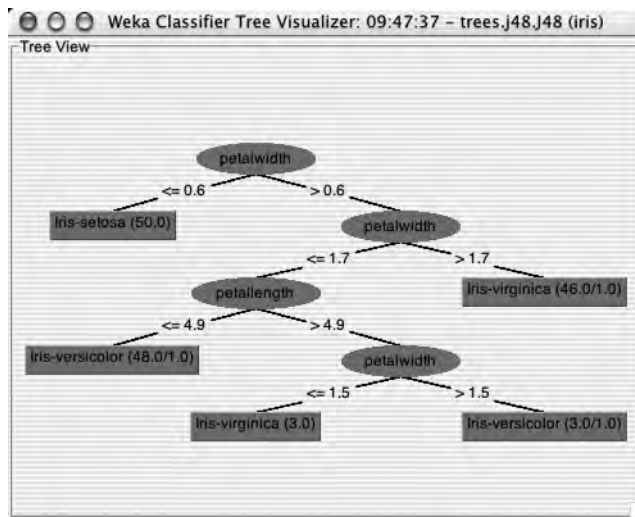 Weka Classifier Tree Visualizer: 09:47:37 – trees.j48.J48 (iris)
Tree View
petalwidth
<= 0.6
> 0.6
Iris-setosa (50.0)
petalwidth
<= 1.7
> 1.7
petallength
Iris-virginica (46.0/1.0)
<= 4.9
> 4.9
Iris-versicolor (48.0/1.0)
petalwidth
<= 1.5
> 1.5
Iris-virginica (3.0)
Iris-versicolor (3.0/1.0)